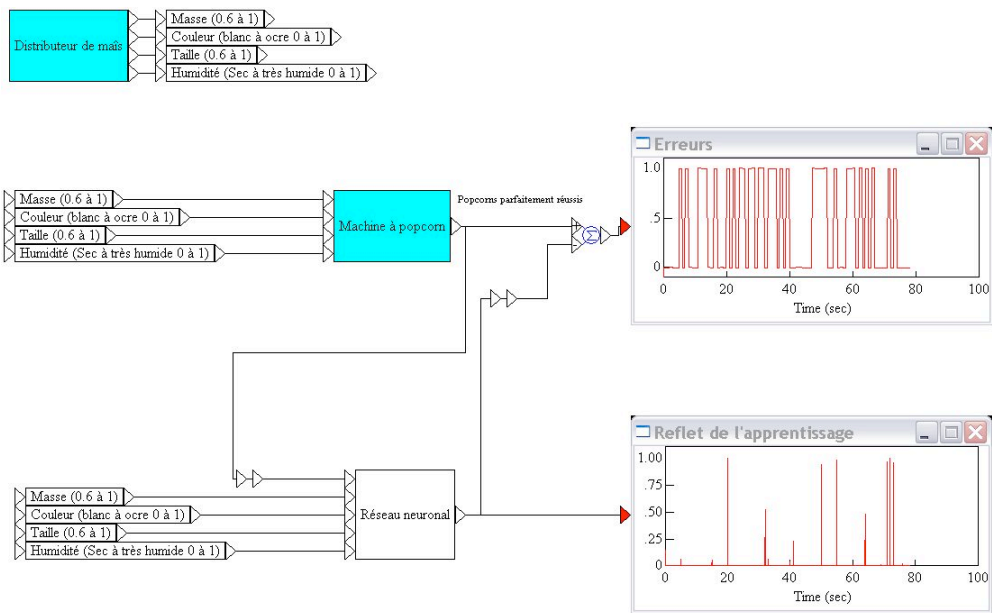 Distributeur de maïs
Masse (0.6 à 1)
Couleur (blanc à ocre 0 à 1)
Taille (0.6 à 1)
Humidité (Sec à très humide 0 à 1)
Masse (0.6 à 1)
Couleur (blanc à ocre 0 à 1)
Taille (0.6 à 1)
Humidité (Sec à très humide 0 à 1)
Machine à popcorn
Popcorns parfaitement réussis
+
+
-
Σ
Erreurs
1.0
.5
0
0
20
40
60
80
100
Time (sec)
Masse (0.6 à 1)
Couleur (blanc à ocre 0 à 1)
Taille (0.6 à 1)
Humidité (Sec à très humide 0 à 1)
Réseau neuronal
Reflet de l'apprentissage
1.00
.75
.50
.25
0
0
20
40
60
80
100
Time (sec)